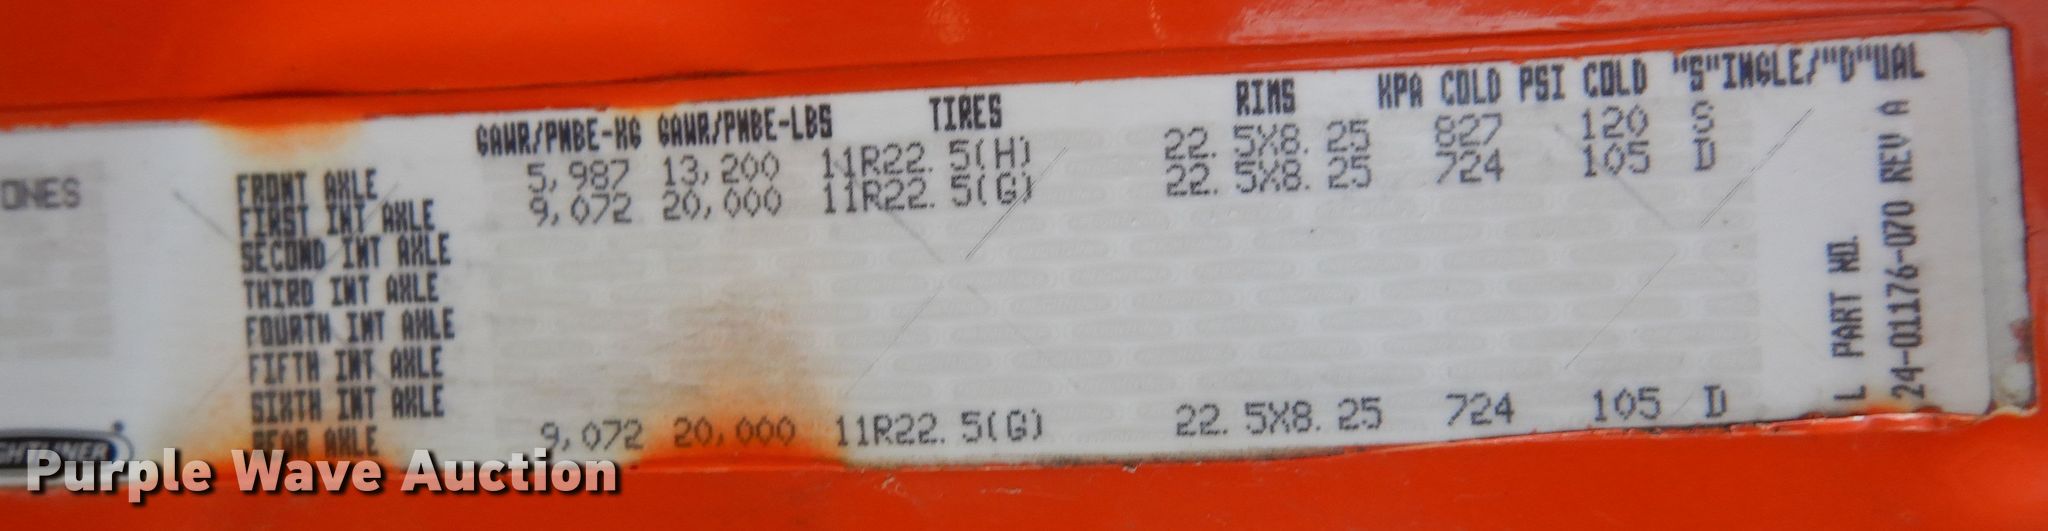 GAWR/PNBE-KG GAWR/PNBE-LBS TIRES RIMS KPA COLD PSI COLD "S"INGLE/"D"UAL
FRONT AXLE 5,987 13,200 11R22.5(H) 22.5X8.25 827 120 S
FIRST INT AXLE 9,072 20,000 11R22.5(G) 22.5X8.25 724 105 D
SECOND INT AXLE
THIRD INT AXLE
FOURTH INT AXLE
FIFTH INT AXLE
SIXTH INT AXLE
REAR AXLE 9,072 20,000 11R22.5(G) 22.5X8.25 724 105 D
ONES
L PART NO.
24-01176-070 REV A
Purple Wave Auction